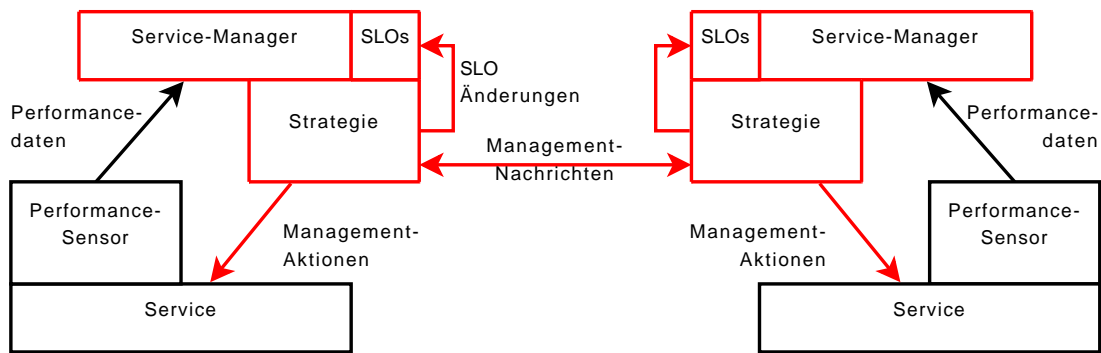 Service-Manager
SLOs
SLO
Änderungen
Strategie
Performance-
daten
Performance-
Sensor
Management-
Aktionen
Service
Management-
Nachrichten
SLOs
Service-Manager
Strategie
Performance-
daten
Performance-
Sensor
Management-
Aktionen
Service